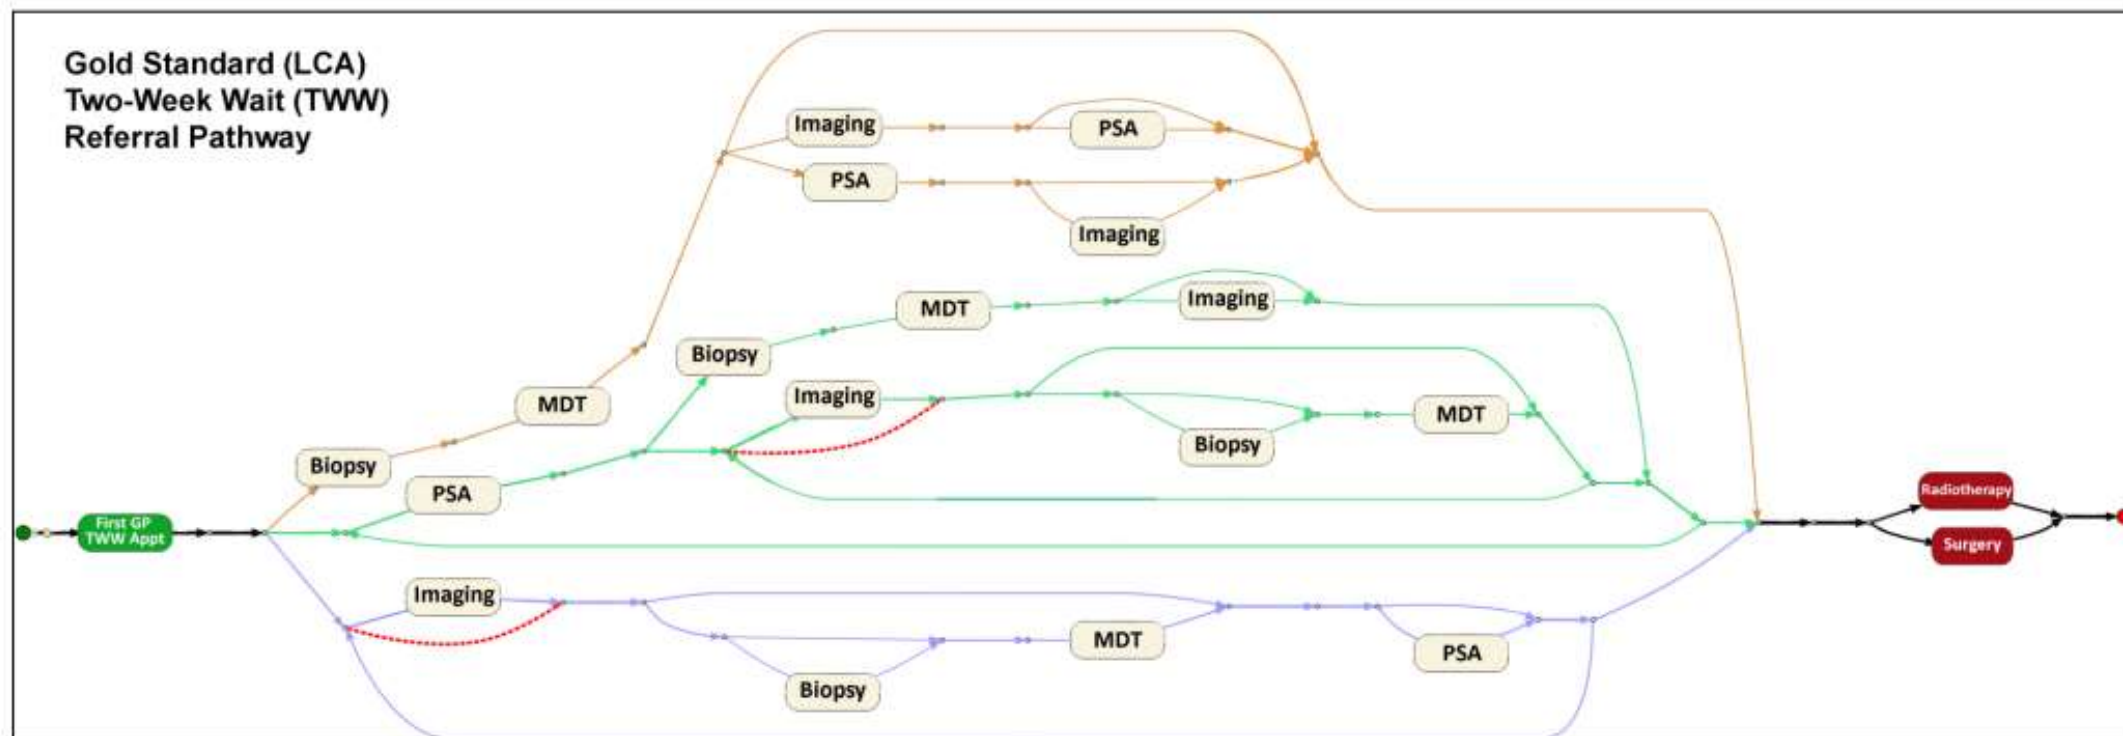 Gold Standard (LCA)
Two-Week Wait (TWW)
Referral Pathway
Imaging
PSA
PSA
Imaging
MDT
Imaging
Biopsy
Imaging
MDT
Biopsy
MDT
Biopsy
PSA
First GP
TWW Appt
Radiotherapy
Surgery
Imaging
MDT
PSA
Biopsy